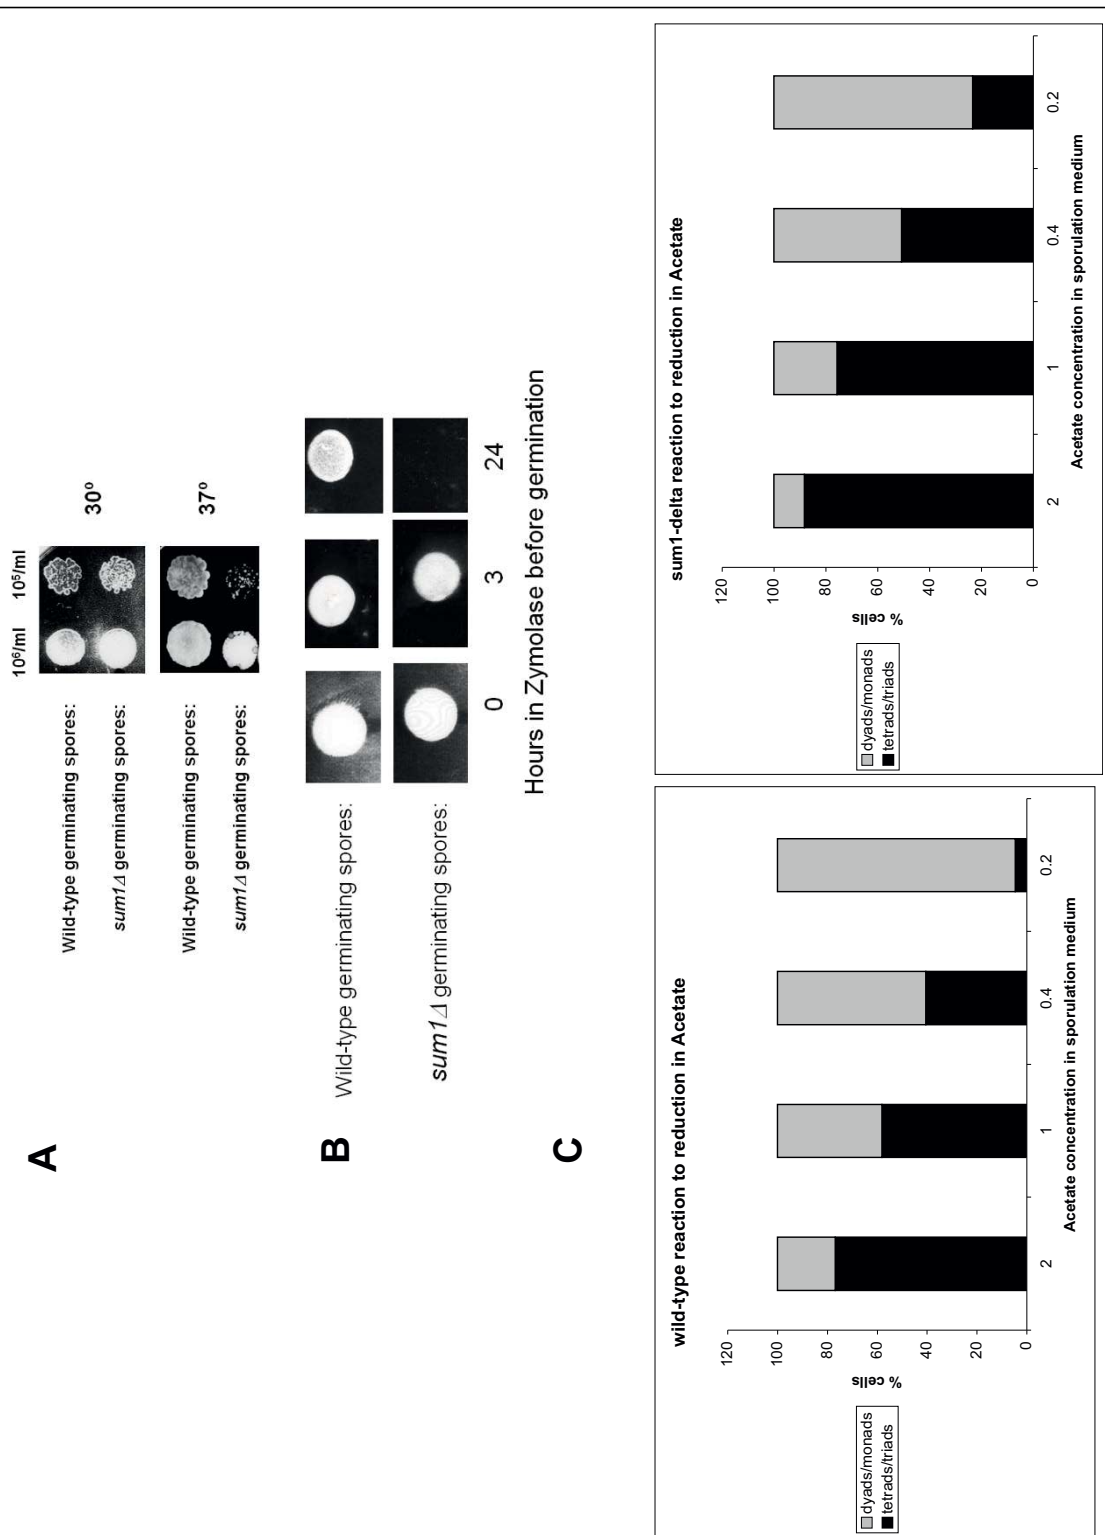 A
10⁶/ml 10⁵/ml
Wild-type germinating spores:
sum1Δ germinating spores:
30º
Wild-type germinating spores:
sum1Δ germinating spores:
37º
B
Wild-type germinating spores:
sum1Δ germinating spores:
0 3 24
Hours in Zymolase before germination
C
wild-type reaction to reduction in Acetate
dyads/monads
tetrads/triads
% cells
120
100
80
60
40
20
0
2 1 0.4 0.2
Acetate concentration in sporulation medium
sum1-delta reaction to reduction in Acetate
dyads/monads
tetrads/triads
% cells
120
100
80
60
40
20
0
2 1 0.4 0.2
Acetate concentration in sporulation medium